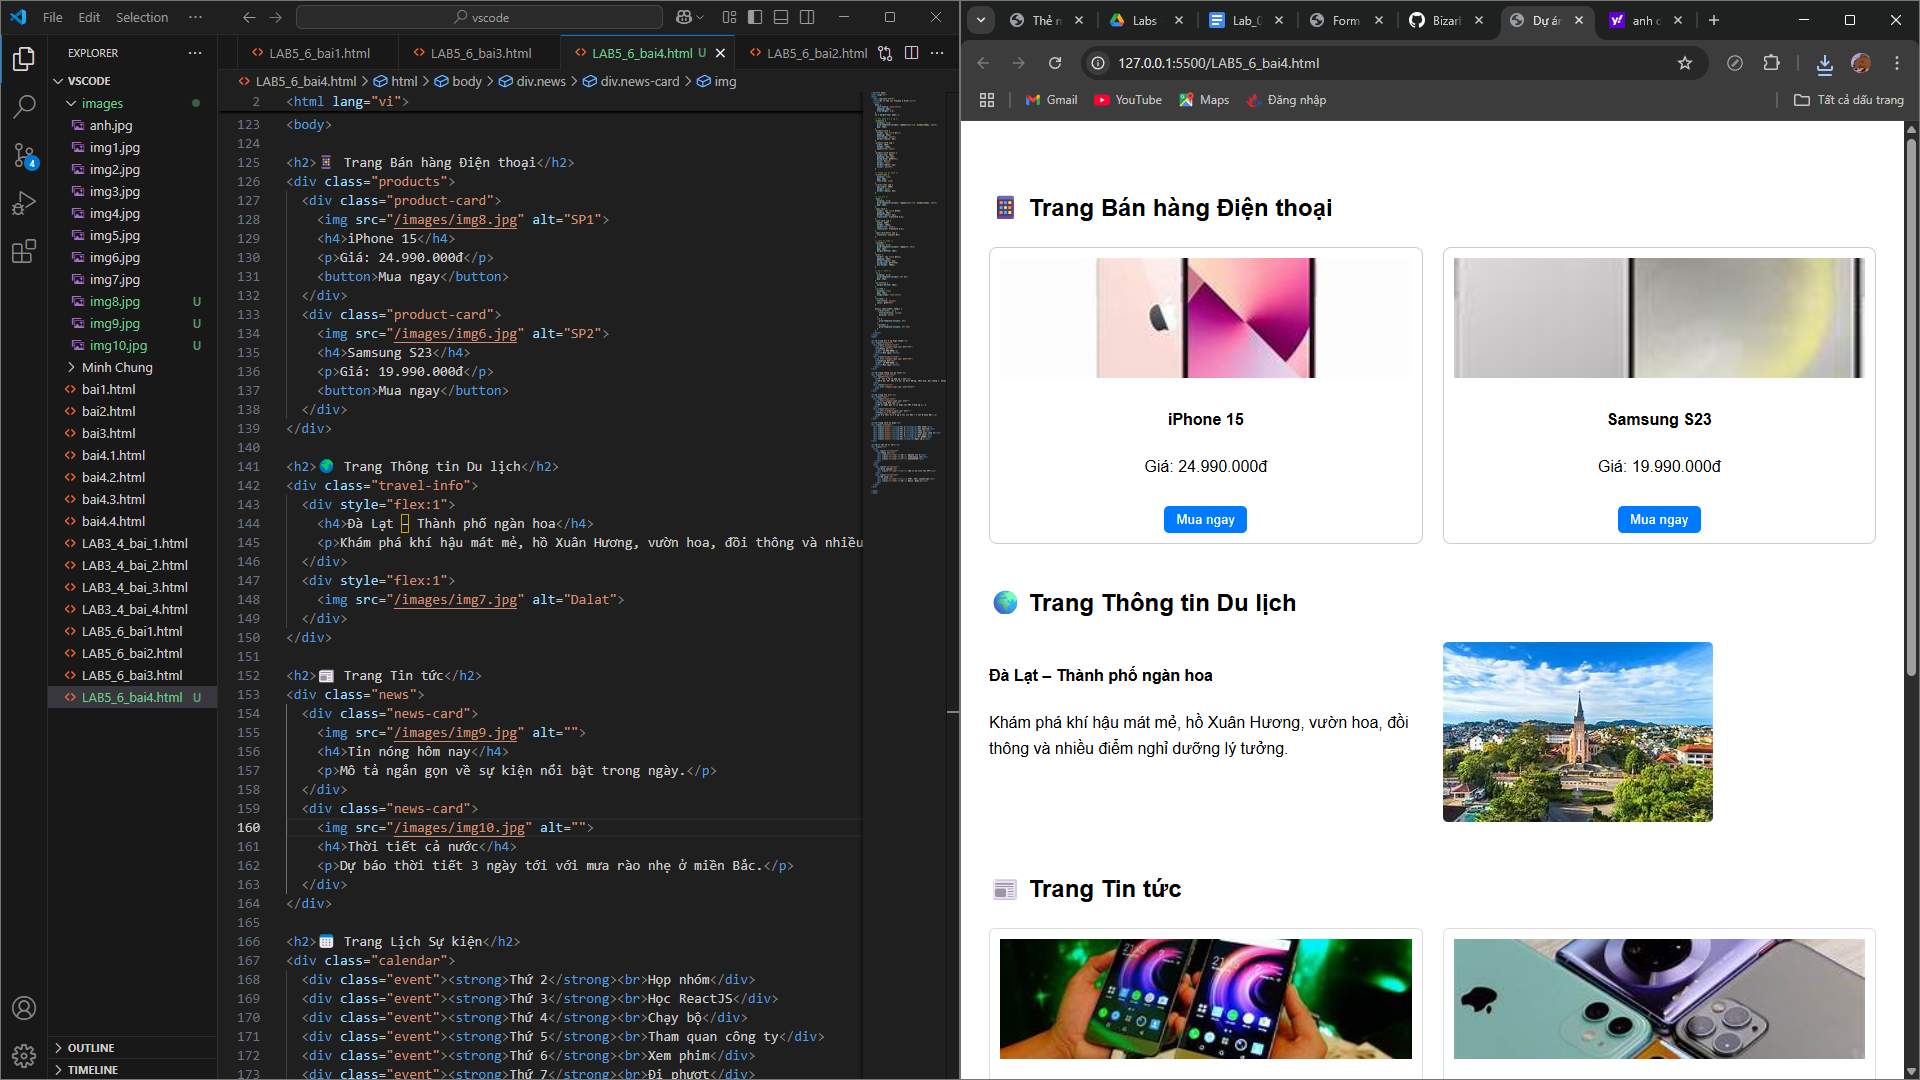 File Edit Selection ···
vscode
EXPLORER
VSCODE
images
anh.jpg
img1.jpg
img2.jpg
img3.jpg
img4.jpg
img5.jpg
img6.jpg
img7.jpg
img8.jpg U
img9.jpg U
img10.jpg U
Minh Chung
bai1.html
bai2.html
bai3.html
bai4.1.html
bai4.2.html
bai4.3.html
bai4.4.html
LAB3_4_bai_1.html
LAB3_4_bai_2.html
LAB3_4_bai_3.html
LAB3_4_bai_4.html
LAB5_6_bai1.html
LAB5_6_bai2.html
LAB5_6_bai3.html
LAB5_6_bai4.html U
OUTLINE
TIMELINE
4
LAB5_6_bai1.html LAB5_6_bai3.html LAB5_6_bai4.html U LAB5_6_bai2.html
LAB5_6_bai4.html > html > body > div.news > div.news-card > img
2 <html lang="vi">
123 <body>
124
125 <h2>📱 Trang Bán hàng Điện thoại</h2>
126 <div class="products">
127 <div class="product-card">
128 <img src="/images/img8.jpg" alt="SP1">
129 <h4>iPhone 15</h4>
130 <p>Giá: 24.990.000đ</p>
131 <button>Mua ngay</button>
132 </div>
133 <div class="product-card">
134 <img src="/images/img6.jpg" alt="SP2">
135 <h4>Samsung S23</h4>
136 <p>Giá: 19.990.000đ</p>
137 <button>Mua ngay</button>
138 </div>
139 </div>
140
141 <h2>🌍 Trang Thông tin Du lịch</h2>
142 <div class="travel-info">
143 <div style="flex:1">
144 <h4>Đà Lạt – Thành phố ngàn hoa</h4>
145 <p>Khám phá khí hậu mát mẻ, hồ Xuân Hương, vườn hoa, đồi thông và nhiều
146 </div>
147 <div style="flex:1">
148 <img src="/images/img7.jpg" alt="Dalat">
149 </div>
150 </div>
151
152 <h2>📰 Trang Tin tức</h2>
153 <div class="news">
154 <div class="news-card">
155 <img src="/images/img9.jpg" alt="">
156 <h4>Tin nóng hôm nay</h4>
157 <p>Mô tả ngắn gọn về sự kiện nổi bật trong ngày.</p>
158 </div>
159 <div class="news-card">
160 <img src="/images/img10.jpg" alt="">
161 <h4>Thời tiết cả nước</h4>
162 <p>Dự báo thời tiết 3 ngày tới với mưa rào nhẹ ở miền Bắc.</p>
163 </div>
164 </div>
165
166 <h2>📅 Trang Lịch Sự kiện</h2>
167 <div class="calendar">
168 <div class="event"><strong>Thứ 2</strong><br>Họp nhóm</div>
169 <div class="event"><strong>Thứ 3</strong><br>Học ReactJS</div>
170 <div class="event"><strong>Thứ 4</strong><br>Chạy bộ</div>
171 <div class="event"><strong>Thứ 5</strong><br>Tham quan công ty</div>
172 <div class="event"><strong>Thứ 6</strong><br>Xem phim</div>
173 <div class="event"><strong>Thứ 7</strong><br>Đi phượt</div>
Thẻ Labs Lab_0 Form Bizarl Dự á anh
127.0.0.1:5500/LAB5_6_bai4.html
Gmail YouTube Maps Đăng nhập Tất cả dấu trang
Trang Bán hàng Điện thoại
iPhone 15
Giá: 24.990.000đ
Mua ngay
Samsung S23
Giá: 19.990.000đ
Mua ngay
Trang Thông tin Du lịch
Đà Lạt – Thành phố ngàn hoa
Khám phá khí hậu mát mẻ, hồ Xuân Hương, vườn hoa, đồi
thông và nhiều điểm nghỉ dưỡng lý tưởng.
Trang Tin tức